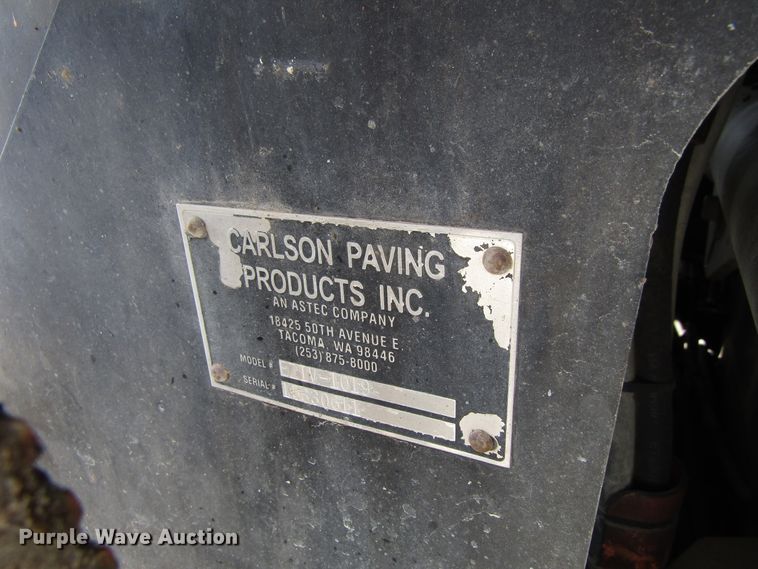 CARLSON PAVING
PRODUCTS INC.
AN ASTEC COMPANY
18425 50TH AVENUE E.
TACOMA, WA 98446
(253) 875-8000
MODEL #
SERIAL #
Purple Wave Auction